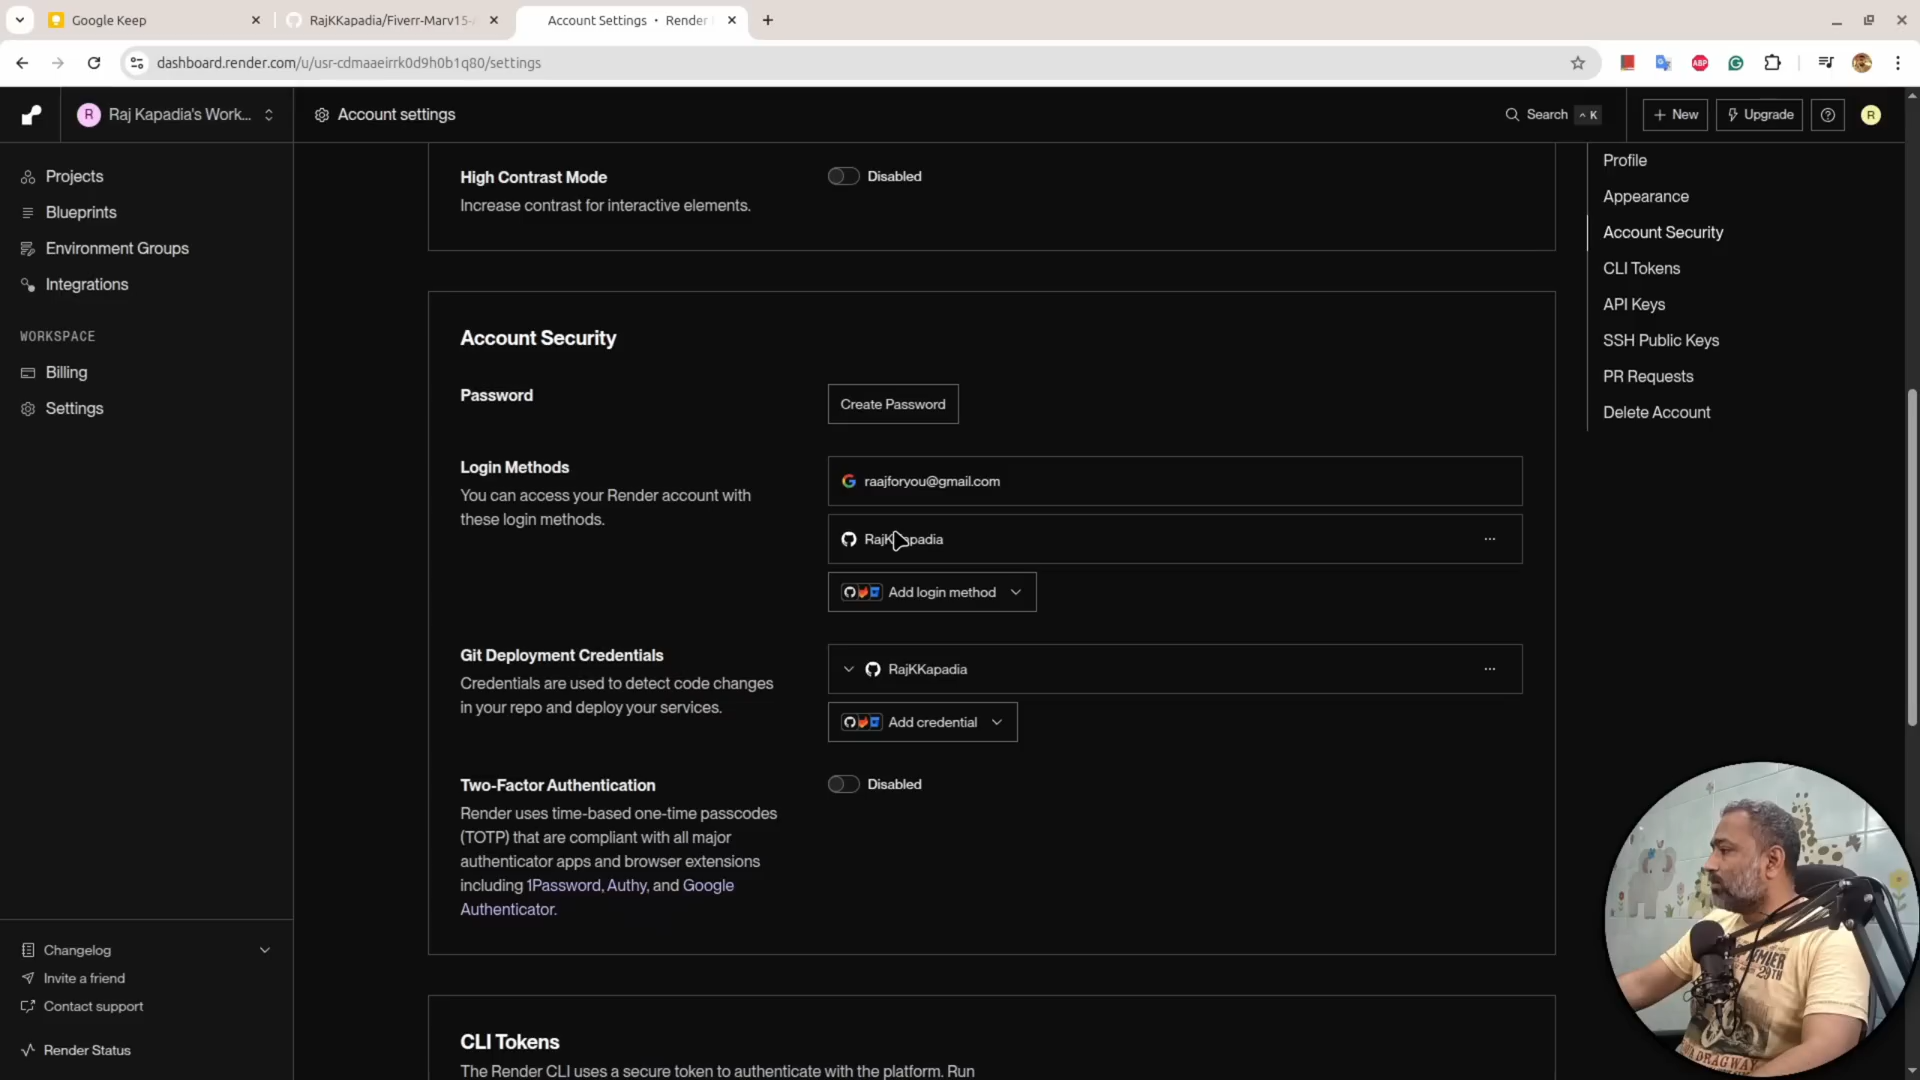 Google Keep
RajKKapadia/Fiverr-Marv15-
Account Settings • Render
dashboard.render.com/u/usr-cdmaaeirrk0d9h0b1q80/settings
R Raj Kapadia's Work...
Account settings
Search ^ K
+ New
Upgrade
R
Projects
Blueprints
Environment Groups
Integrations
WORKSPACE
Billing
Settings
Changelog
Invite a friend
Contact support
Render Status
High Contrast Mode
Disabled
Increase contrast for interactive elements.
Account Security
Password
Create Password
Login Methods
You can access your Render account with
these login methods.
raajforyou@gmail.com
Add login method
Git Deployment Credentials
Credentials are used to detect code changes
in your repo and deploy your services.
RajKKapadia
Add credential
Two-Factor Authentication
Disabled
Render uses time-based one-time passcodes
(TOTP) that are compliant with all major
authenticator apps and browser extensions
including 1Password, Authy, and Google
Authenticator.
CLI Tokens
The Render CLI uses a secure token to authenticate with the platform. Run
Profile
Appearance
Account Security
CLI Tokens
API Keys
SSH Public Keys
PR Requests
Delete Account